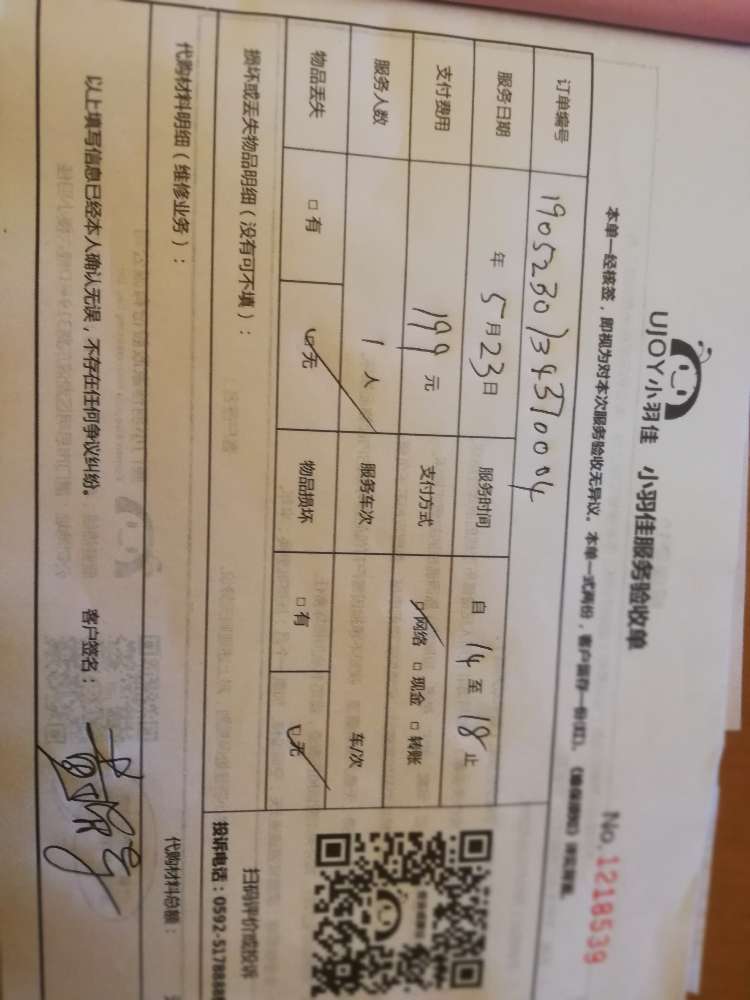 UJOY小羽佳 小羽佳服务验收单
No.1218539
本单一经核签，即视为对本次服务验收无异议。本单一式两份，客户留存一份(红)。
订单编号 1905230134370004
服务日期 年 5月23日 服务时间 自 14 至 18 止
支付费用 199 元 支付方式 ☑网络 □现金 □转账
服务人数 1 人 服务车次 车/次
物品丢失 □有 ☑无 物品损坏 □有 ☑无
损坏或丢失物品明细（没有可不填）：
扫码评价或投诉
投诉电话：0592-5178888
代购材料明细（维修业务）：
代购材料总额：
以上填写信息已经本人确认无误，不存在任何争议纠纷。 客户签名：